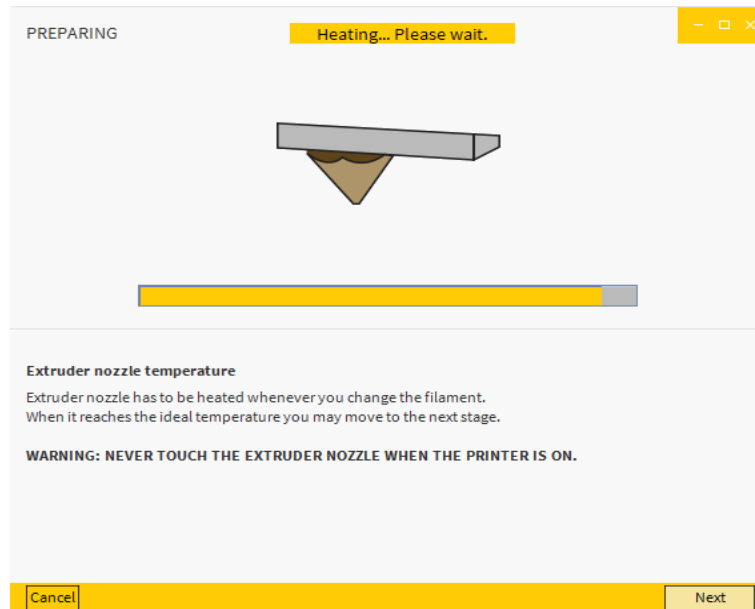 PREPARING
Heating... Please wait.
Extruder nozzle temperature
Extruder nozzle has to be heated whenever you change the filament.
When it reaches the ideal temperature you may move to the next stage.
WARNING: NEVER TOUCH THE EXTRUDER NOZZLE WHEN THE PRINTER IS ON.
Cancel
Next